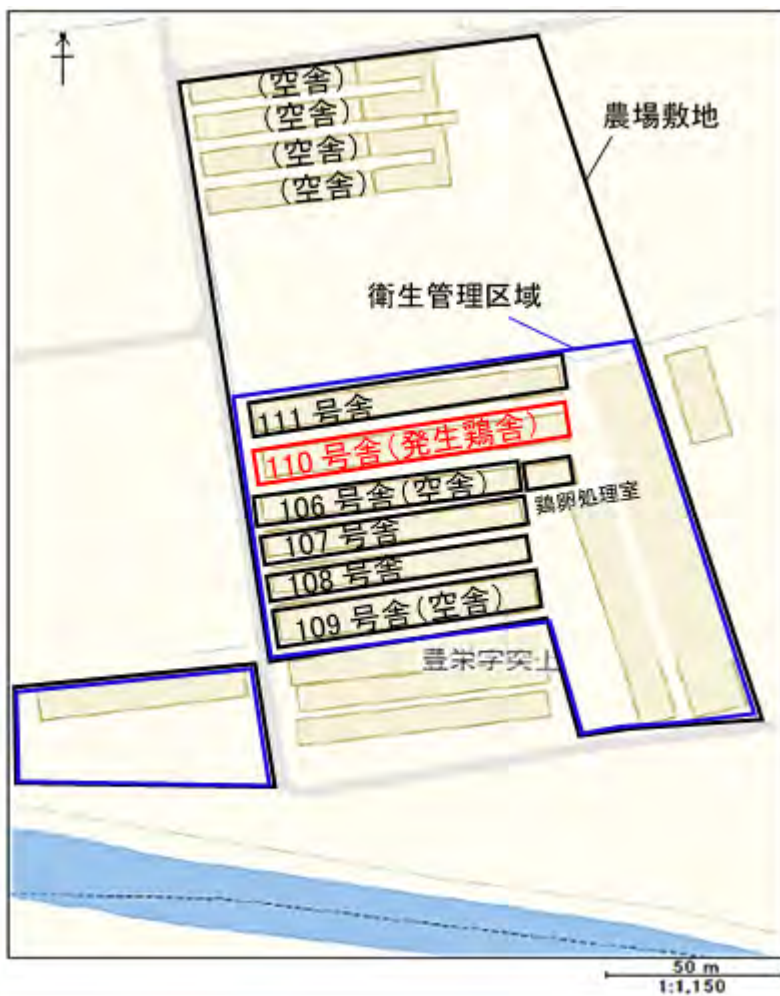 (空舎)
(空舎)
(空舎)
(空舎)
農場敷地
衛生管理区域
111 号舎
110 号舎(発生鶏舎)
106 号舎(空舎)
鶏卵処理室
107 号舎
108 号舎
109 号舎(空舎)
豊栄字突上
50 m
1:1,150